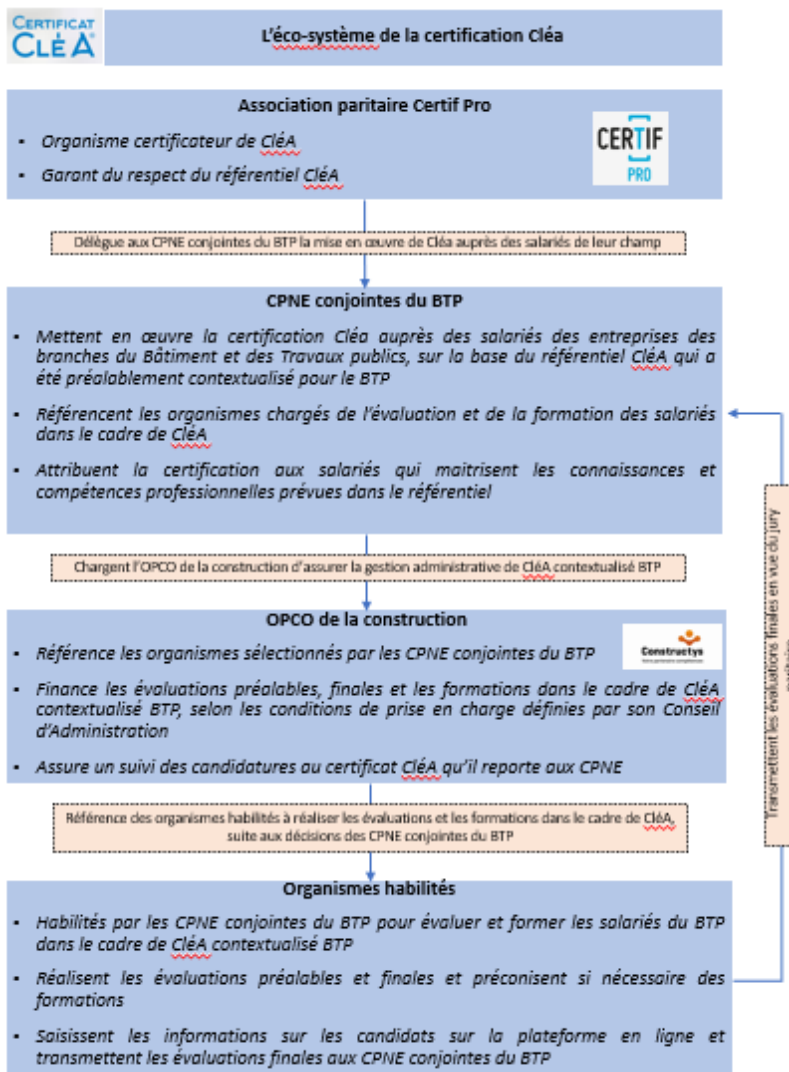 CERTIFICAT
CLÉA®
L'éco-système de la certification Cléa
Association paritaire Certif Pro
▪ Organisme certificateur de CléA
▪ Garant du respect du référentiel CléA
CERTIF
PRO
Délègue aux CPNE conjointes du BTP la mise en œuvre de Cléa auprès des salariés de leur champ
CPNE conjointes du BTP
▪ Mettent en œuvre la certification Cléa auprès des salariés des entreprises des
branches du Bâtiment et des Travaux publics, sur la base du référentiel CléA qui a
été préalablement contextualisé pour le BTP
▪ Référencent les organismes chargés de l'évaluation et de la formation des salariés
dans le cadre de CléA
▪ Attribuent la certification aux salariés qui maitrisent les connaissances et
compétences professionnelles prévues dans le référentiel
Chargent l'OPCO de la construction d'assurer la gestion administrative de CléA contextualisé BTP
OPCO de la construction
Constructys
▪ Référence les organismes sélectionnés par les CPNE conjointes du BTP
▪ Finance les évaluations préalables, finales et les formations dans le cadre de CléA
contextualisé BTP, selon les conditions de prise en charge définies par son Conseil
d'Administration
▪ Assure un suivi des candidatures au certificat CléA qu'il reporte aux CPNE
Référence des organismes habilités à réaliser les évaluations et les formations dans le cadre de CléA,
suite aux décisions des CPNE conjointes du BTP
Organismes habilités
▪ Habilités par les CPNE conjointes du BTP pour évaluer et former les salariés du BTP
dans le cadre de CléA contextualisé BTP
▪ Réalisent les évaluations préalables et finales et préconisent si nécessaire des
formations
▪ Saisissent les informations sur les candidats sur la plateforme en ligne et
transmettent les évaluations finales aux CPNE conjointes du BTP
Transmettent les évaluations finales en vue du jury